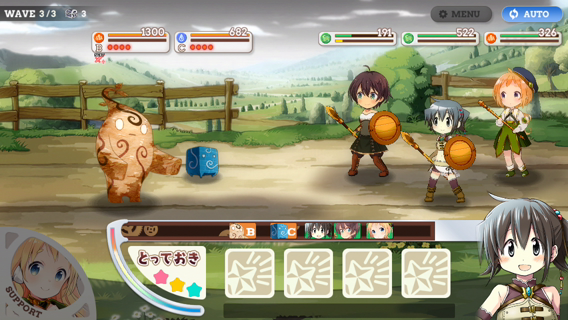 WAVE 3/3 3
MENU
AUTO
1300
682
191
522
326
B
C
B
C
とっておき
SUPPORT